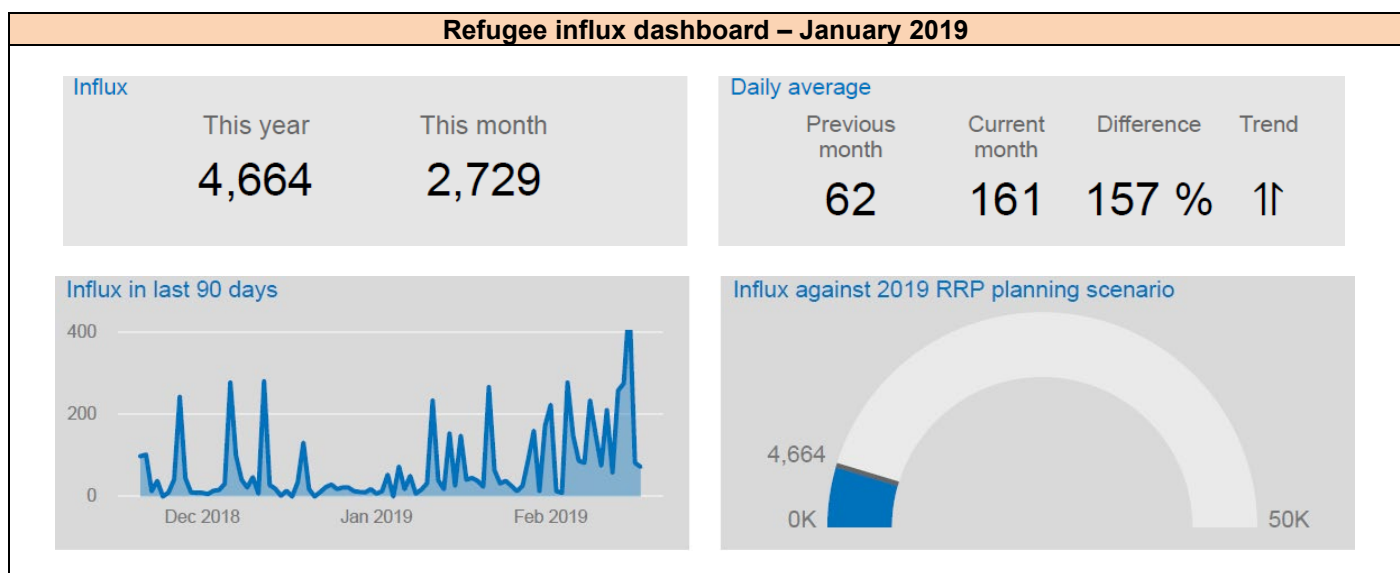 Refugee influx dashboard – January 2019
Influx
This year
This month
4,664
2,729
Daily average
Previous
month
Current
month
Difference
Trend
62
161
157 %
⥮
Influx in last 90 days
400
200
0
Dec 2018
Jan 2019
Feb 2019
Influx against 2019 RRP planning scenario
4,664
0K
50K